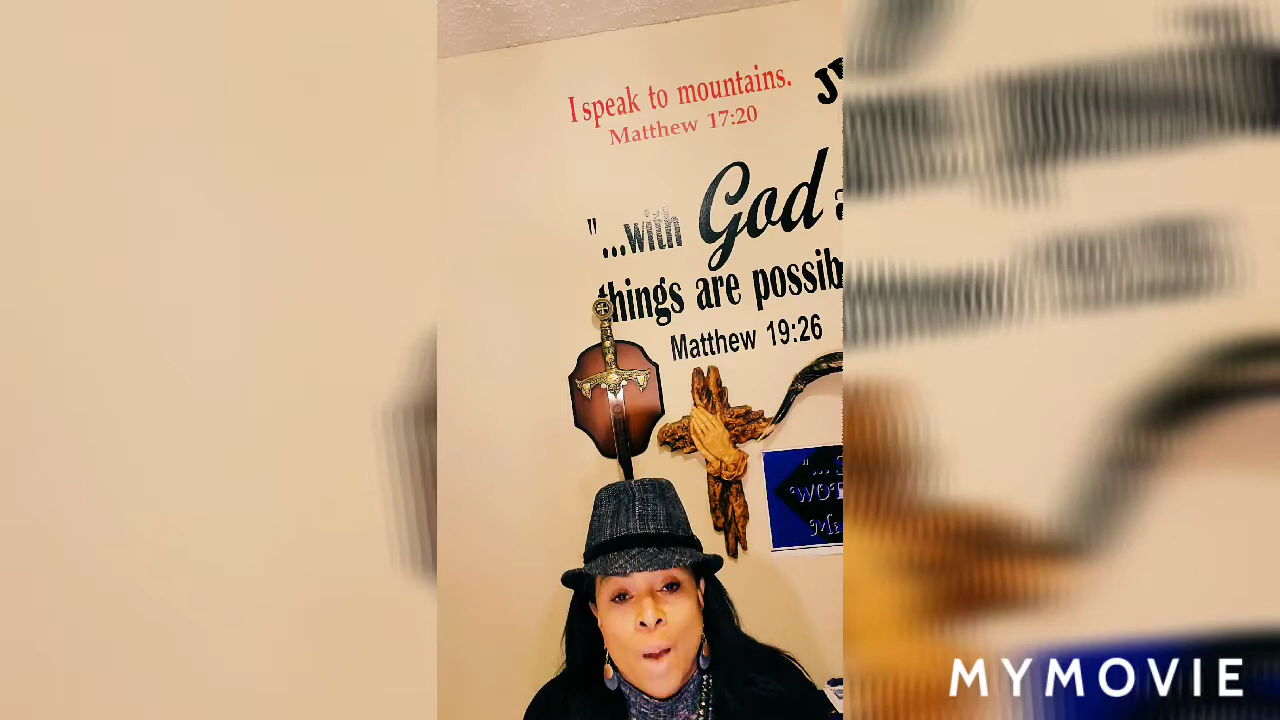 I speak to mountains.
Matthew 17:20
"...with God
things are possib
Matthew 19:26
MYMOVIE